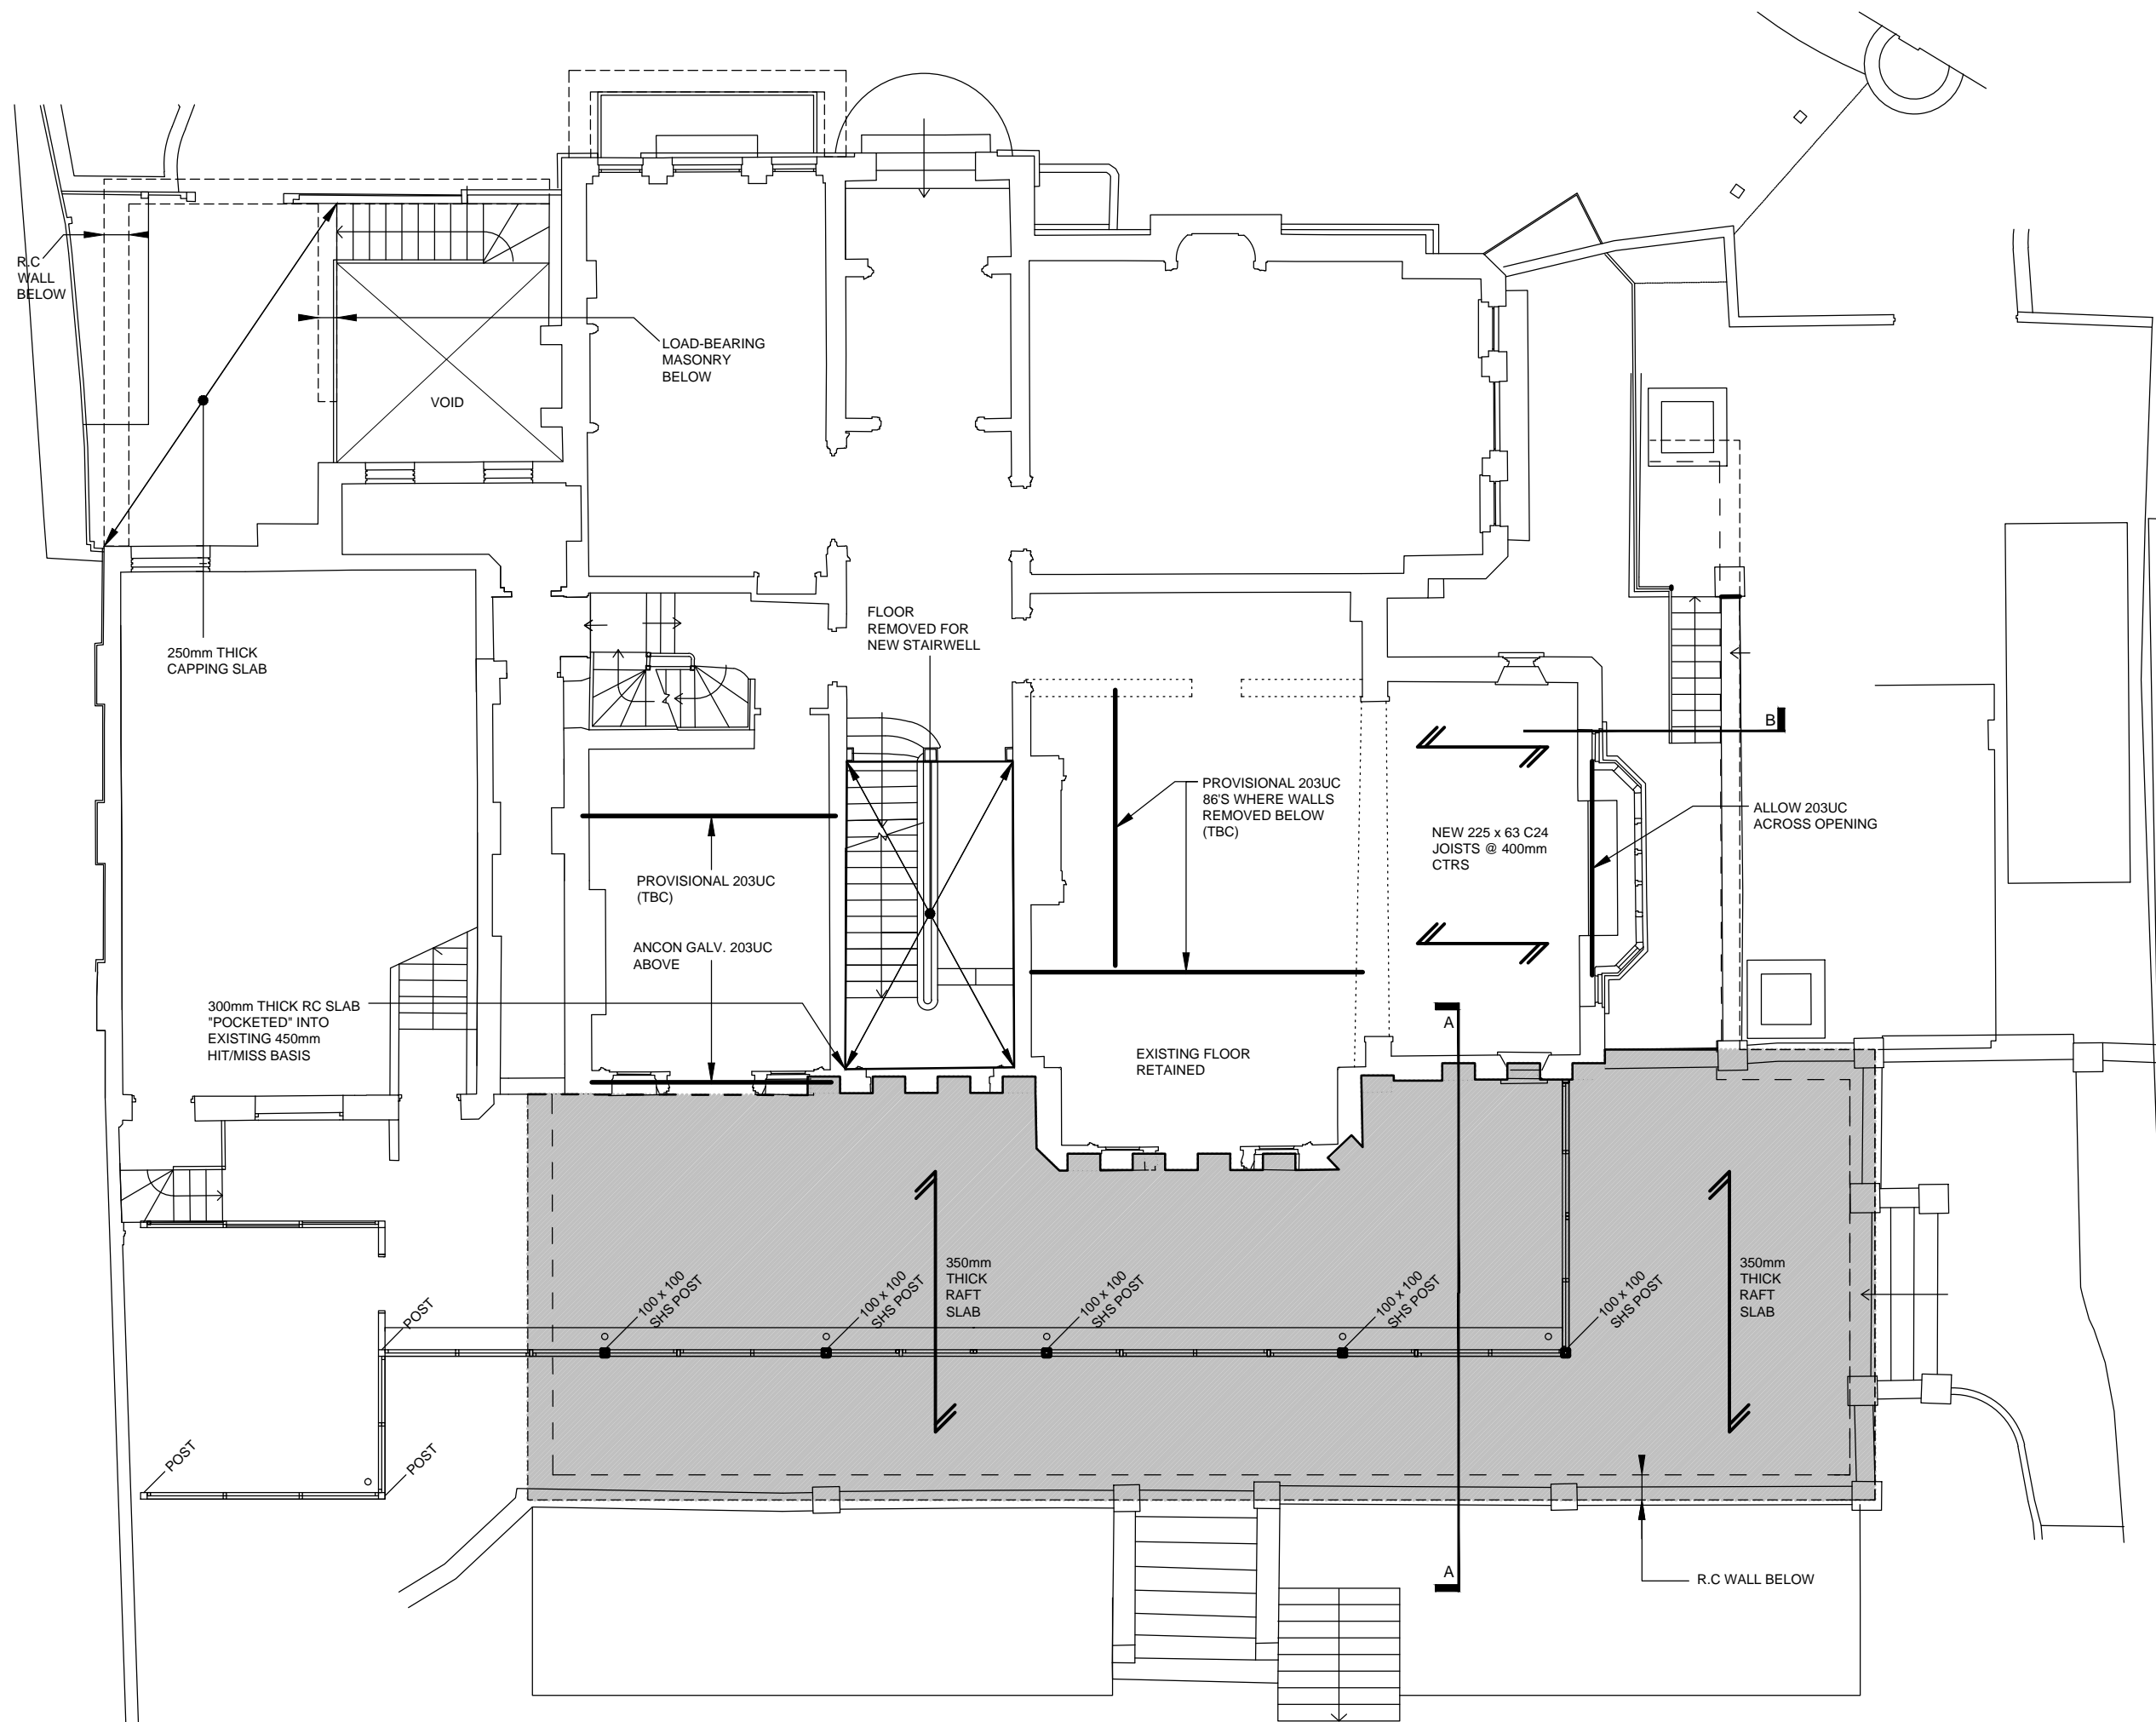 R.C
WALL
BELOW
LOAD-BEARING
MASONRY
BELOW
VOID
FLOOR
REMOVED FOR
NEW STAIRWELL
250mm THICK
CAPPING SLAB
B
PROVISIONAL 203UC
86'S WHERE WALLS
REMOVED BELOW
(TBC)
ALLOW 203UC
ACROSS OPENING
NEW 225 x 63 C24
JOISTS @ 400mm
CTRS
PROVISIONAL 203UC
(TBC)
ANCON GALV. 203UC
ABOVE
300mm THICK RC SLAB
"POCKETED" INTO
EXISTING 450mm
HIT/MISS BASIS
A
EXISTING FLOOR
RETAINED
350mm
THICK
RAFT
SLAB
350mm
THICK
RAFT
SLAB
POST
100 x 100
SHS POST
100 x 100
SHS POST
100 x 100
SHS POST
100 x 100
SHS POST
100 x 100
SHS POST
POST
POST
A
R.C WALL BELOW